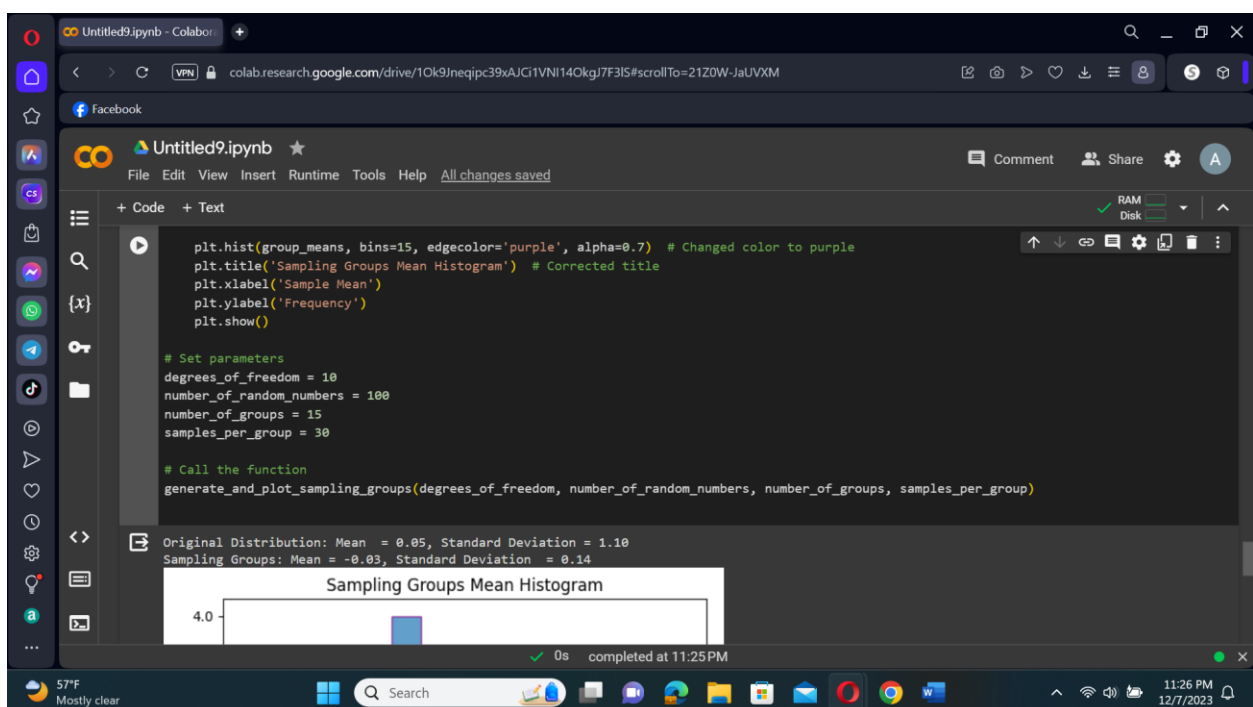 Untitled9.ipynb - Colabor
VPN colab.research.google.com/drive/1Ok9Jneqipc39xAJCi1VNI14OkgJ7F3lS#scrollTo=21Z0W-JaUVXM
Facebook
Untitled9.ipynb
File Edit View Insert Runtime Tools Help All changes saved
Comment Share A
+ Code + Text
RAM
Disk
plt.hist(group_means, bins=15, edgecolor='purple', alpha=0.7)  # Changed color to purple
plt.title('Sampling Groups Mean Histogram')  # Corrected title
plt.xlabel('Sample Mean')
plt.ylabel('Frequency')
plt.show()
{x}
# Set parameters
degrees_of_freedom = 10
number_of_random_numbers = 100
number_of_groups = 15
samples_per_group = 30
# Call the function
generate_and_plot_sampling_groups(degrees_of_freedom, number_of_random_numbers, number_of_groups, samples_per_group)
Original Distribution: Mean  = 0.05, Standard Deviation = 1.10
Sampling Groups: Mean = -0.03, Standard Deviation  = 0.14
Sampling Groups Mean Histogram
4.0
0s completed at 11:25 PM
57°F
Mostly clear
Search
11:26 PM
12/7/2023